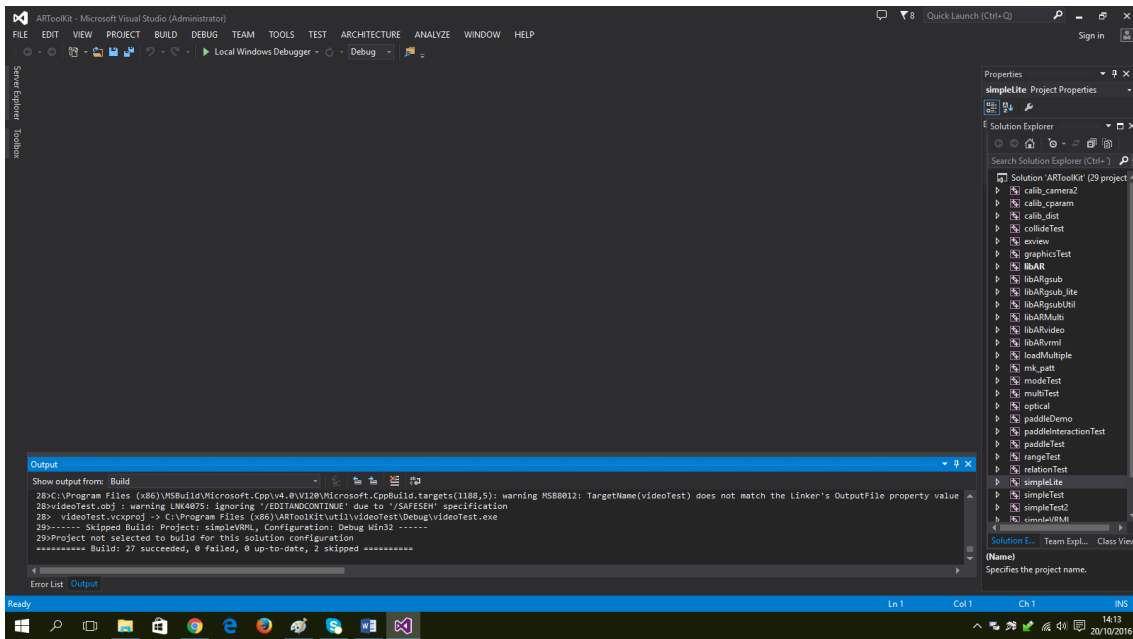 ARToolKit - Microsoft Visual Studio (Administrator)
8 Quick Launch (Ctrl+Q)
FILE EDIT VIEW PROJECT BUILD DEBUG TEAM TOOLS TEST ARCHITECTURE ANALYZE WINDOW HELP
Sign in
Local Windows Debugger Debug
Server Explorer
Toolbox
Properties
simpleLite Project Properties
Solution Explorer
Search Solution Explorer (Ctrl+')
Solution 'ARToolKit' (29 project
calib_camera2
calib_cparam
calib_dist
collideTest
exview
graphicsTest
libAR
libARgsub
libARgsub_lite
libARgsubUtil
libARMulti
libARvideo
libARvrml
loadMultiple
mk_patt
modeTest
multiTest
optical
paddleDemo
paddleInteractionTest
paddleTest
rangeTest
relationTest
simpleLite
simpleTest
simpleTest2
simpleVRML
Solution E... Team Expl... Class View
(Name)
Specifies the project name.
Output
Show output from: Build
28>C:\Program Files (x86)\MSBuild\Microsoft.Cpp\v4.0\V120\Microsoft.CppBuild.targets(1188,5): warning MSB8012: TargetName(videoTest) does not match the Linker's OutputFile property value
28>videoTest.obj : warning LNK4075: ignoring '/EDITANDCONTINUE' due to '/SAFESEH' specification
28> videoTest.vcxproj -> C:\Program Files (x86)\ARToolKit\util\videoTest\Debug\videoTest.exe
29>------ Skipped Build: Project: simpleVRML, Configuration: Debug Win32 ------
29>Project not selected to build for this solution configuration
========== Build: 27 succeeded, 0 failed, 0 up-to-date, 2 skipped ==========
Error List Output
Ready Ln 1 Col 1 Ch 1 INS
14:13
20/10/2016